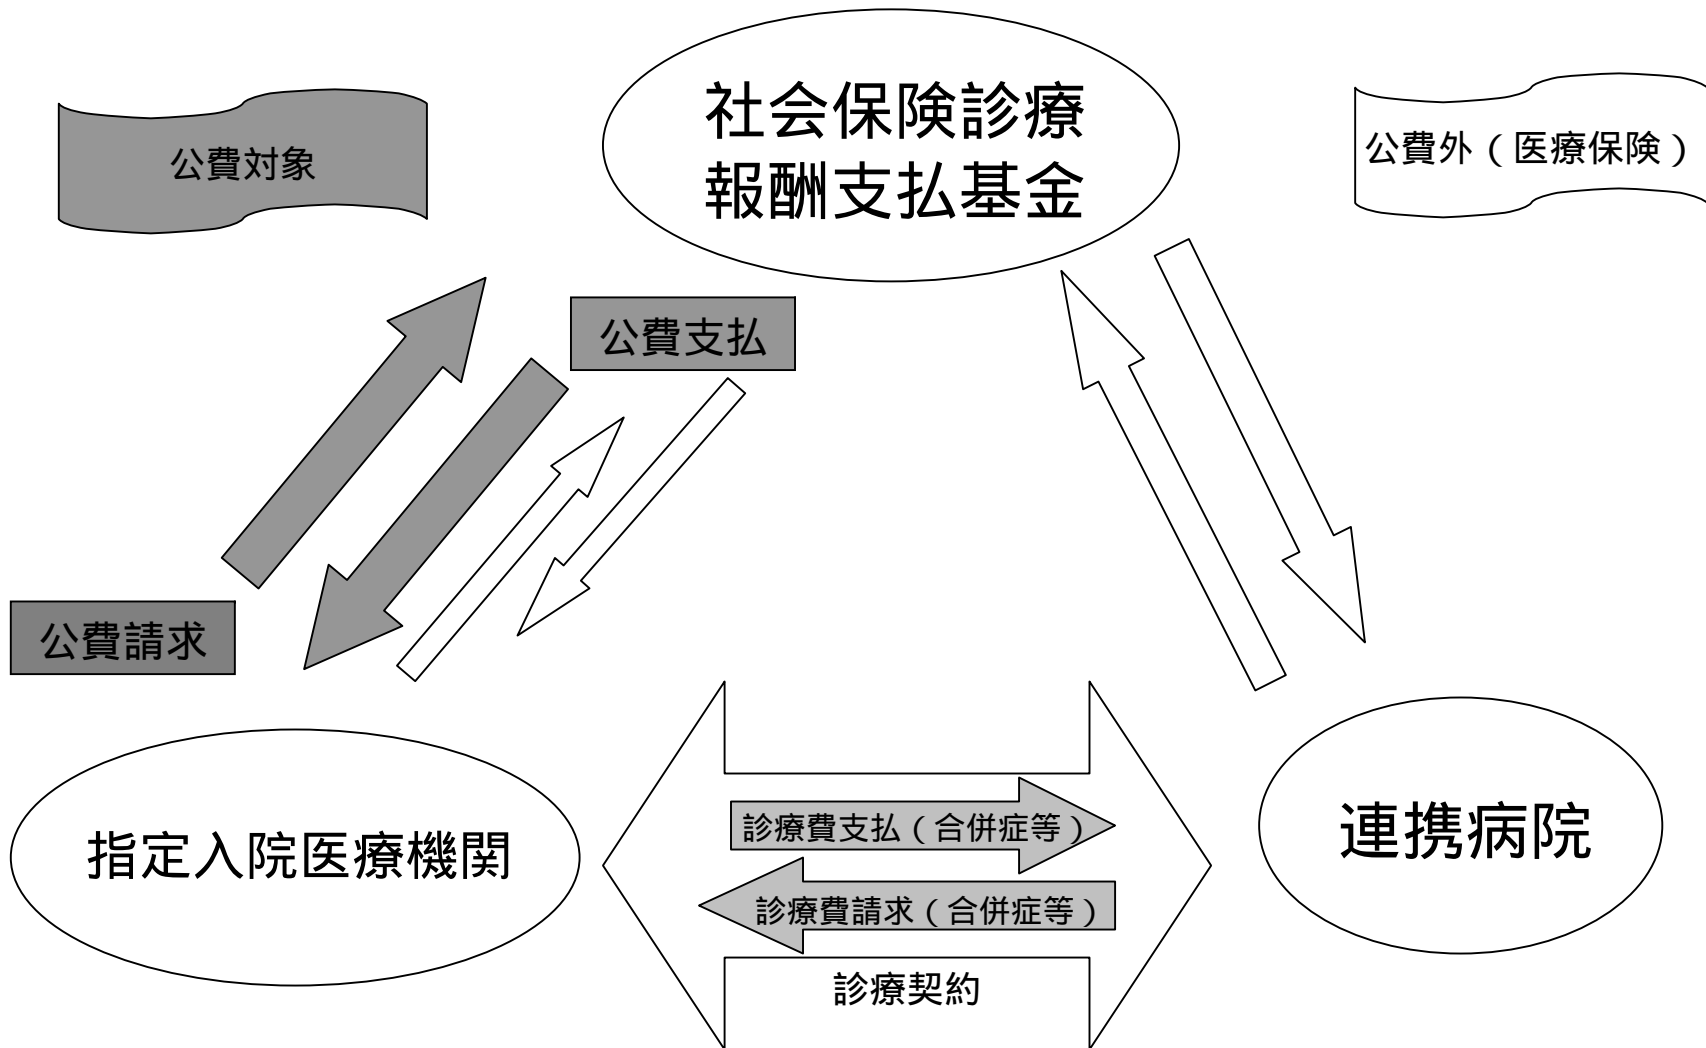 社会保険診療
報酬支払基金
公費対象
公費外（医療保険）
公費支払
公費請求
指定入院医療機関
診療費支払（合併症等）
診療費請求（合併症等）
診療契約
連携病院